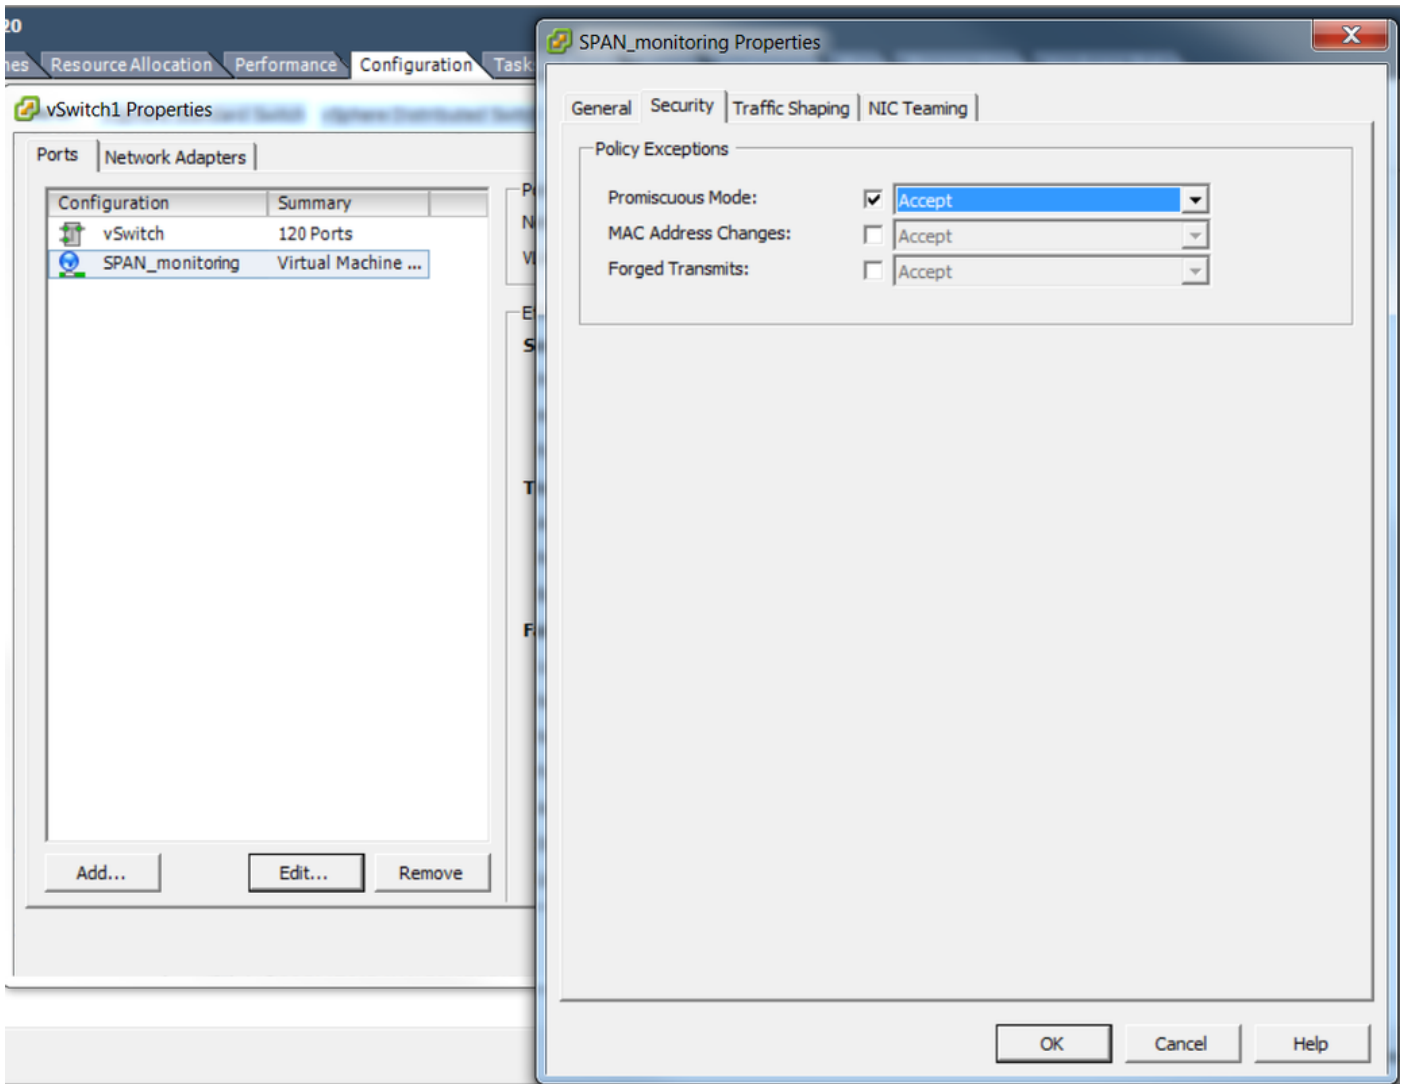 20
nes Resource Allocation Performance Configuration Task
vSwitch1 Properties
Ports Network Adapters
Configuration Summary
vSwitch 120 Ports
SPAN_monitoring Virtual Machine ...
Add... Edit... Remove
SPAN_monitoring Properties
General Security Traffic Shaping NIC Teaming
Policy Exceptions
Promiscuous Mode: Accept
MAC Address Changes: Accept
Forged Transmits: Accept
OK Cancel Help